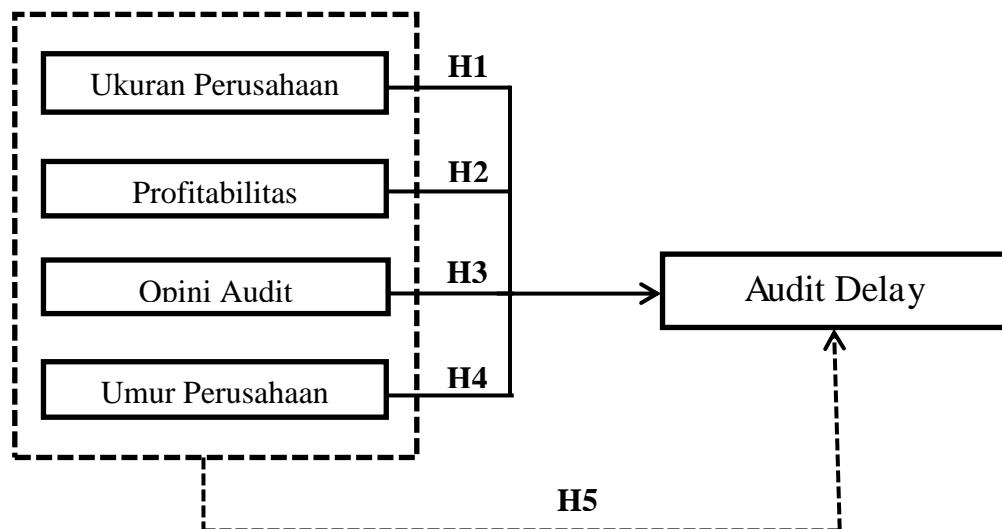 Ukuran Perusahaan
H1
Profitabilitas
H2
Opini Audit
H3
Audit Delay
Umur Perusahaan
H4
H5